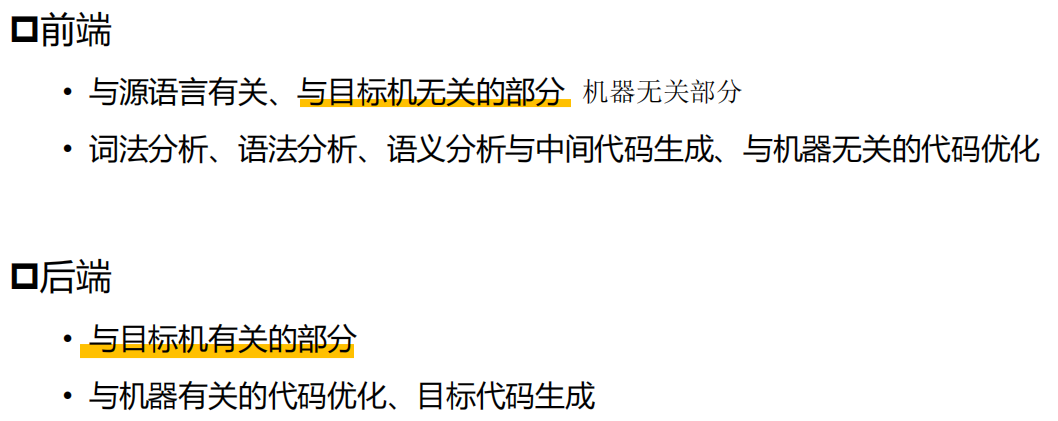 前端
• 与源语言有关、与目标机无关的部分 机器无关部分
• 词法分析、语法分析、语义分析与中间代码生成、与机器无关的代码优化
后端
• 与目标机有关的部分
• 与机器有关的代码优化、目标代码生成